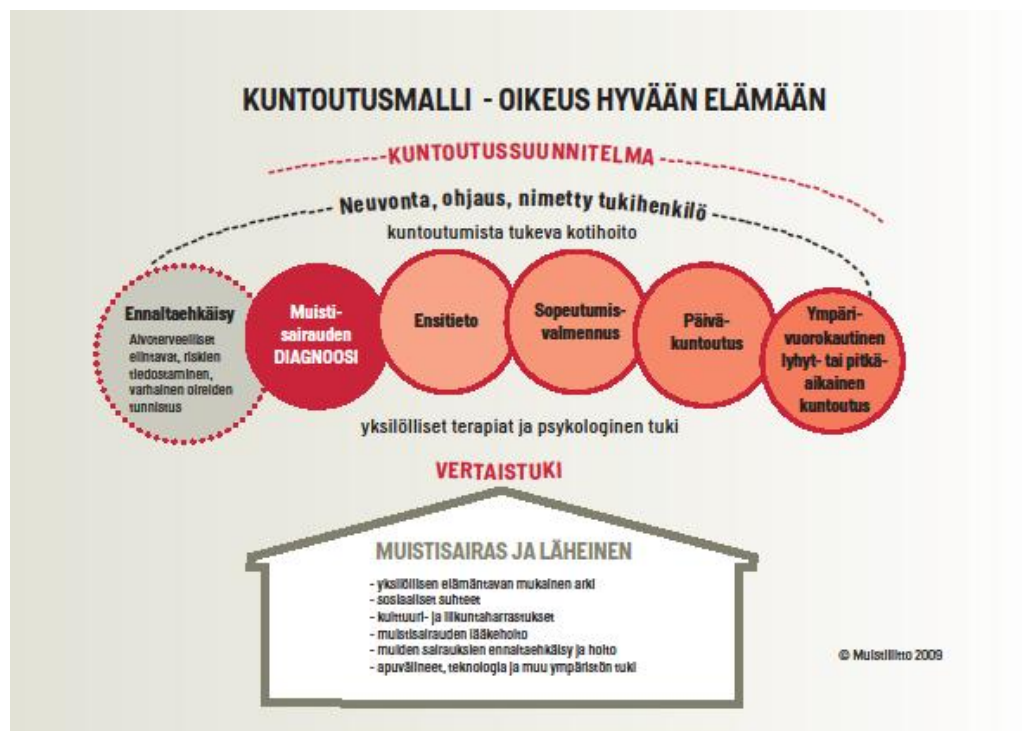 KUNTOUTUSMALLI - OIKEUS HYVÄÄN ELÄMÄÄN
KUNTOUTUSSUUNNITELMA
Neuvonta, ohjaus, nimetty tukihenkilö
kuntoutumista tukeva kotihoito
Ennaltaehkäisy
Aivoterveelliset
elintavat, riskien
tiedostaminen,
varhainen oireiden
tunnistus
Muisti-
sairauden
DIAGNOOSI
Ensitieto
Sopeutumis-
valmennus
Päivä-
kuntoutus
Ympäri-
vuorokautinen
lyhyt- tai pitkä-
aikainen
kuntoutus
yksilölliset terapiat ja psykologinen tuki
VERTAISTUKI
MUISTISAIRAS JA LÄHEINEN
- yksilöllisen elämäntavan mukainen arki
- sosiaaliset suhteet
- kulttuuri- ja liikuntaharrastukset
- muistisairauden lääkehoito
- muiden sairauksien ennaltaehkäisy ja hoito
- apuvälineet, teknologia ja muu ympäristön tuki
© Muistiliitto 2009